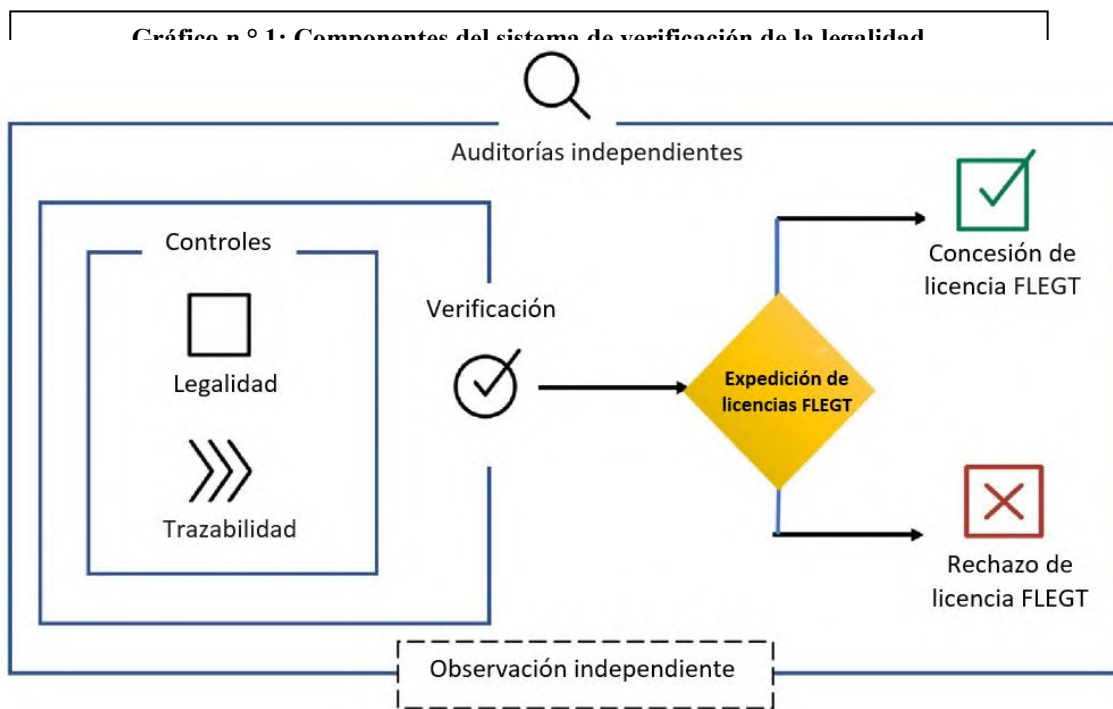 Gráfico n.° 1: Componentes del sistema de verificación de la legalidad
Auditorías independientes
Controles
Legalidad
Trazabilidad
Verificación
Expedición de
licencias FLEGT
Concesión de
licencia FLEGT
Rechazo de
licencia FLEGT
Observación independiente